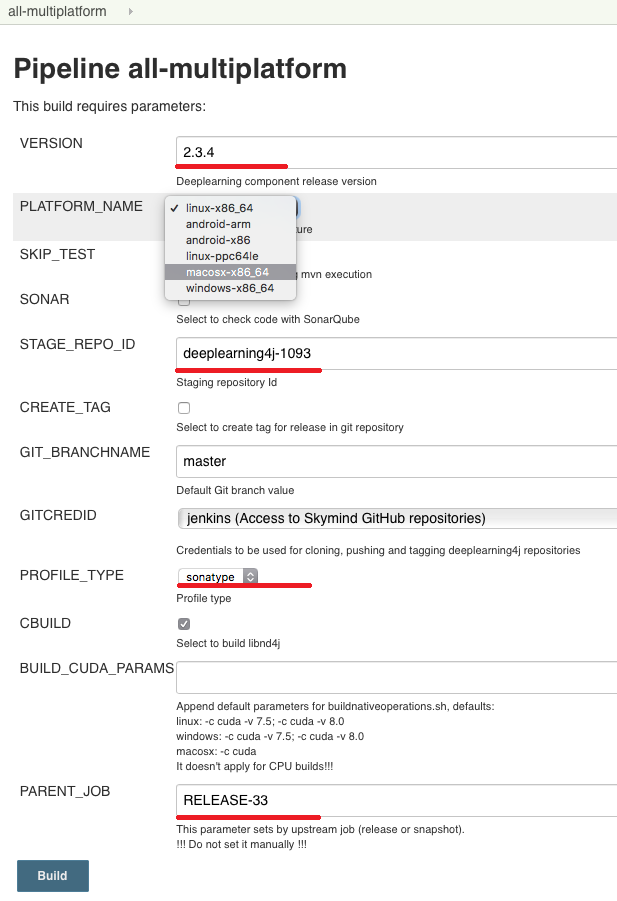 all-multiplatform
Pipeline all-multiplatform
This build requires parameters:
VERSION
2.3.4
Deeplearning component release version
PLATFORM_NAME
linux-x86_64
android-arm
android-x86
linux-ppc64le
macosx-x86_64
windows-x86_64
ture
SKIP_TEST
mvn execution
SONAR
Select to check code with SonarQube
STAGE_REPO_ID
deeplearning4j-1093
Staging repository Id
CREATE_TAG
Select to create tag for release in git repository
GIT_BRANCHNAME
master
Default Git branch value
GITCREDID
jenkins (Access to Skymind GitHub repositories)
Credentials to be used for cloning, pushing and tagging deeplearning4j repositories
PROFILE_TYPE
sonatype
Profile type
CBUILD
Select to build libnd4j
BUILD_CUDA_PARAMS
Append default parameters for buildnativeoperations.sh, defaults:
linux: -c cuda -v 7.5; -c cuda -v 8.0
windows: -c cuda -v 7.5; -c cuda -v 8.0
macosx: -c cuda
It doesn't apply for CPU builds!!!
PARENT_JOB
RELEASE-33
This parameter sets by upstream job (release or snapshot).
!!! Do not set it manually !!!
Build